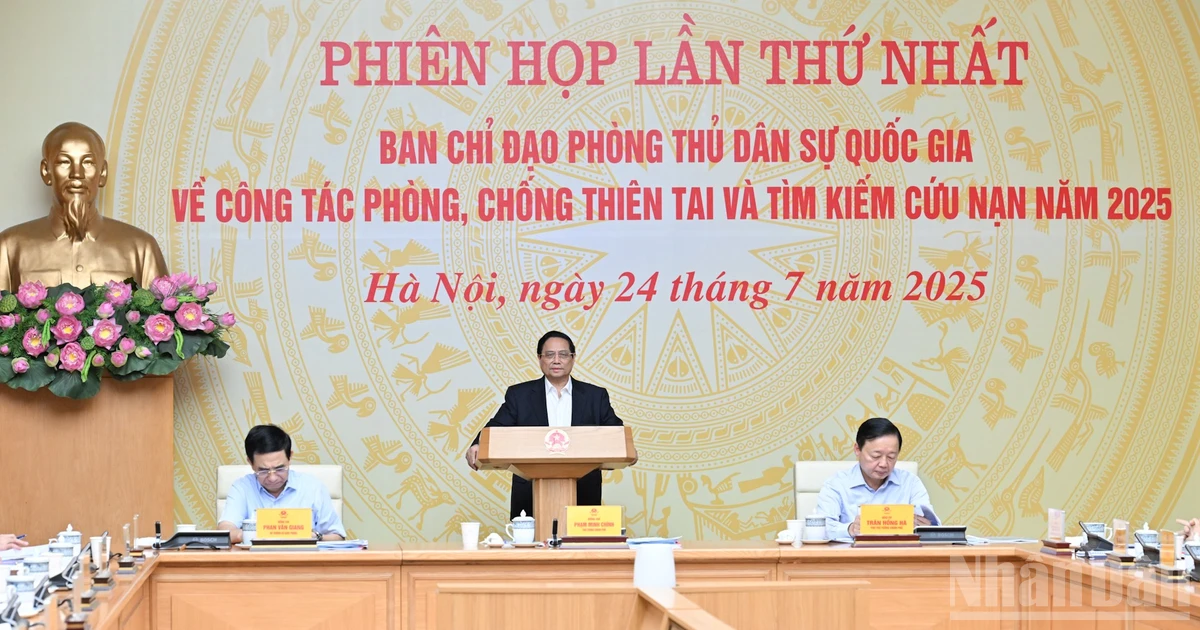 PHIÊN HỌP LẦN THỨ NHẤT
BAN CHỈ ĐẠO PHÒNG THỦ DÂN SỰ QUỐC GIA
VỀ CÔNG TÁC PHÒNG, CHỐNG THIÊN TAI VÀ TÌM KIẾM CỨU NẠN NĂM 2025
Hà Nội, ngày 24 tháng 7 năm 2025
PHAN VĂN GIANG
PHẠM MINH CHÍNH
TRẦN HỒNG HÀ
Nhân Dân